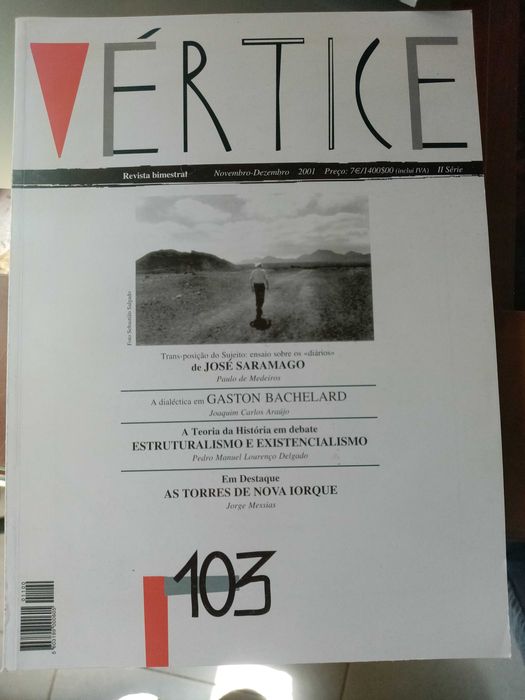 VÉRTICE
Revista bimestral Novembro-Dezembro 2001 Preço: 7€/1400$00 (inclui IVA) II Série
Foto Sebastião Salgado
Trans-posição do Sujeito: ensaio sobre os «diários»
de JOSÉ SARAMAGO
Paulo de Medeiros
A dialéctica em GASTON BACHELARD
Joaquim Carlos Araújo
A Teoria da História em debate
ESTRUTURALISMO E EXISTENCIALISMO
Pedro Manuel Lourenço Delgado
Em Destaque
AS TORRES DE NOVA IORQUE
Jorge Messias
103